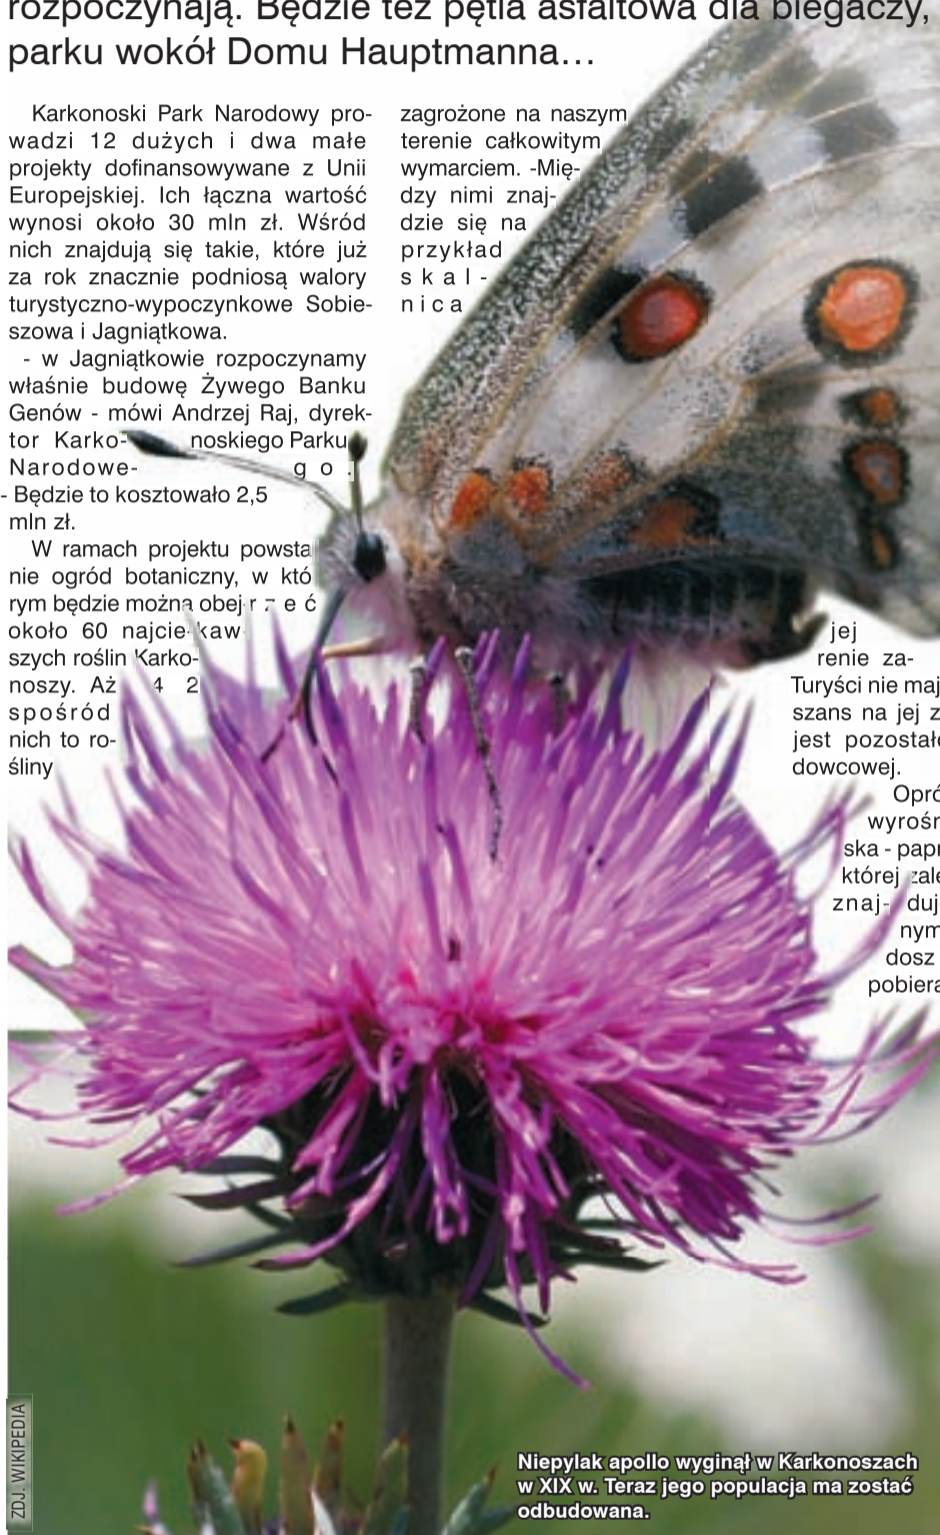 rozpoczynają. Będzie też pętla asfaltowa dla biegaczy,
parku wokół Domu Hauptmanna…
Karkonoski Park Narodowy pro-
wadzi 12 dużych i dwa małe
projekty dofinansowywane z Unii
Europejskiej. Ich łączna wartość
wynosi około 30 mln zł. Wśród
nich znajdują się takie, które już
za rok znacznie podniosą walory
turystyczno-wypoczynkowe Sobie-
szowa i Jagniątkowa.
- w Jagniątkowie rozpoczynamy
właśnie budowę Żywego Banku
Genów - mówi Andrzej Raj, dyrek-
tor Karko- noskiego Parku
Narodowe- go.
- Będzie to kosztowało 2,5
mln zł.
W ramach projektu powsta
nie ogród botaniczny, w któ
rym będzie można obejrzeć
około 60 najcie-kaw
szych roślin Karko-
noszy. Aż 42
spośród
nich to ro-
śliny
zagrożone na naszym
terenie całkowitym
wymarciem. -Mię-
dzy nimi znaj-
dzie się na
przykład
skal-
nica
jej
renie za-
Turyści nie maj
szans na jej z
jest pozostało
dowcowej.
Opró
wyrośn
ska - papr
której zale
znaj- duj
nym
dosz
pobiera
ZDJ. WIKIPEDIA
Niepylak apollo wyginął w Karkonoszach
w XIX w. Teraz jego populacja ma zostać
odbudowana.